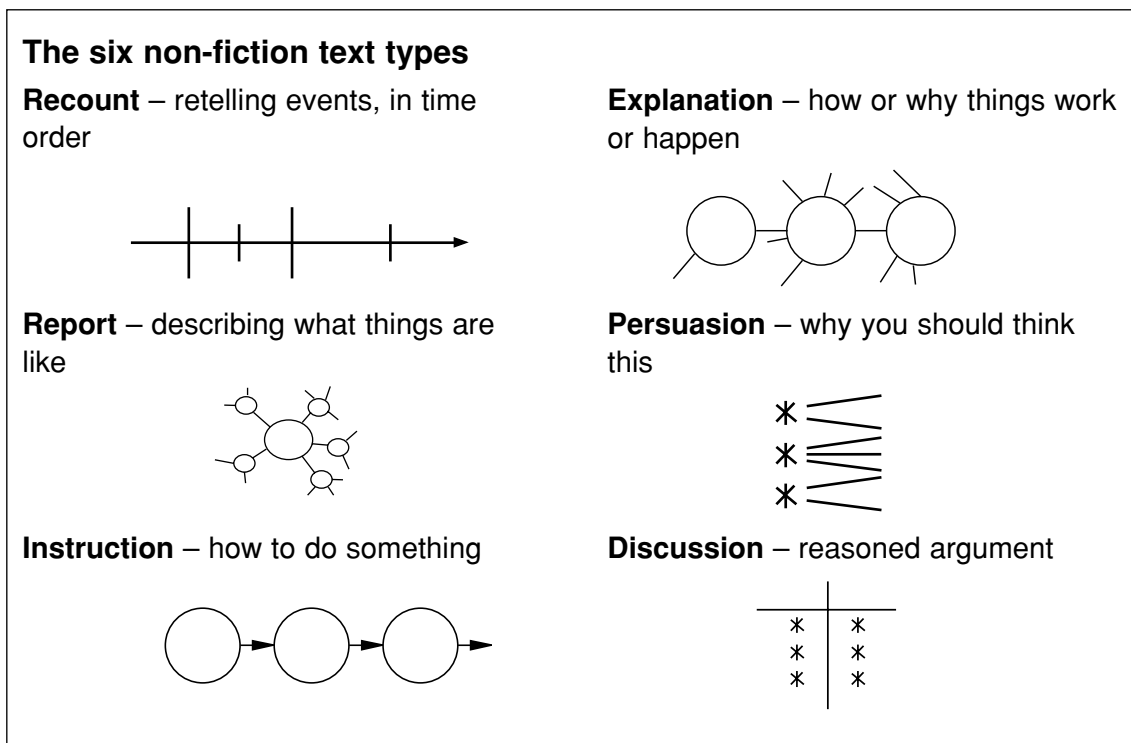 The six non-fiction text types
Recount – retelling events, in time
order
Explanation – how or why things work
or happen
Report – describing what things are
like
Persuasion – why you should think
this
Instruction – how to do something
Discussion – reasoned argument